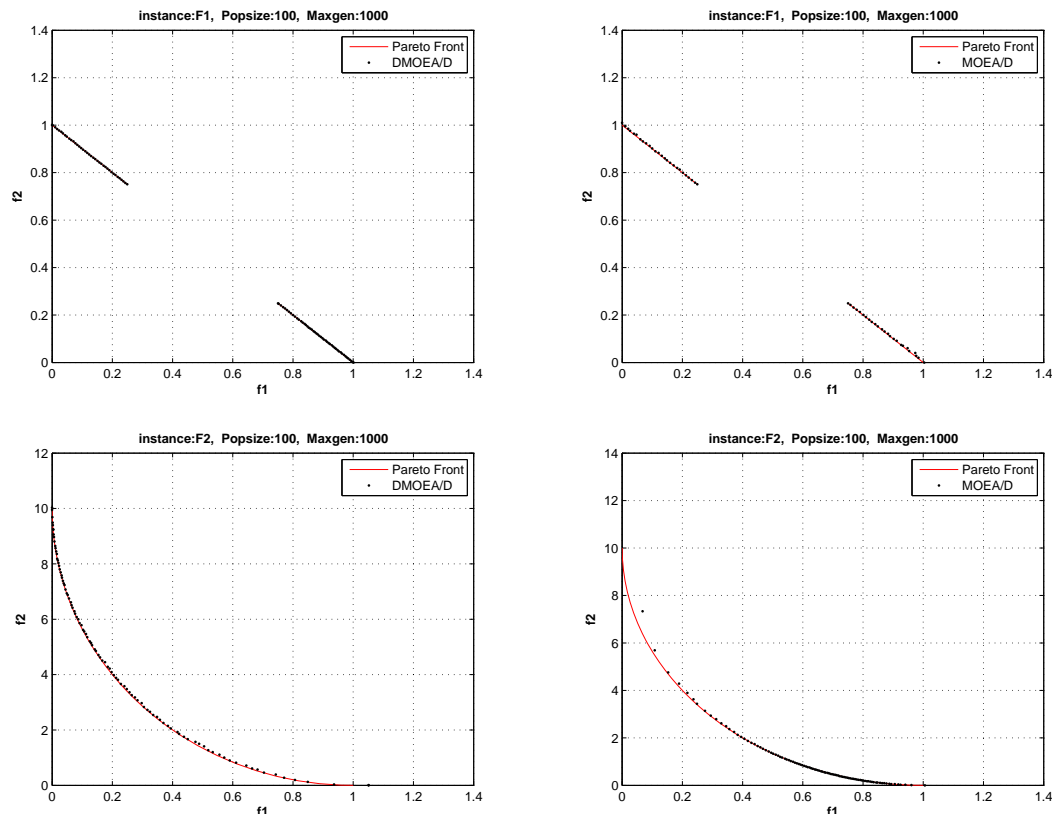 instance:F1, Popsize:100, Maxgen:1000
1.4
1.2
1
0.8
0.6
0.4
0.2
0
f2
Pareto Front
DMOEA/D
0 0.2 0.4 0.6 0.8 1 1.2 1.4
f1
instance:F1, Popsize:100, Maxgen:1000
1.4
1.2
1
0.8
0.6
0.4
0.2
0
f2
Pareto Front
MOEA/D
0 0.2 0.4 0.6 0.8 1 1.2 1.4
f1
instance:F2, Popsize:100, Maxgen:1000
12
10
8
6
4
2
0
f2
Pareto Front
DMOEA/D
0 0.2 0.4 0.6 0.8 1 1.2 1.4
f1
instance:F2, Popsize:100, Maxgen:1000
14
12
10
8
6
4
2
0
f2
Pareto Front
MOEA/D
0 0.2 0.4 0.6 0.8 1 1.2 1.4
f1